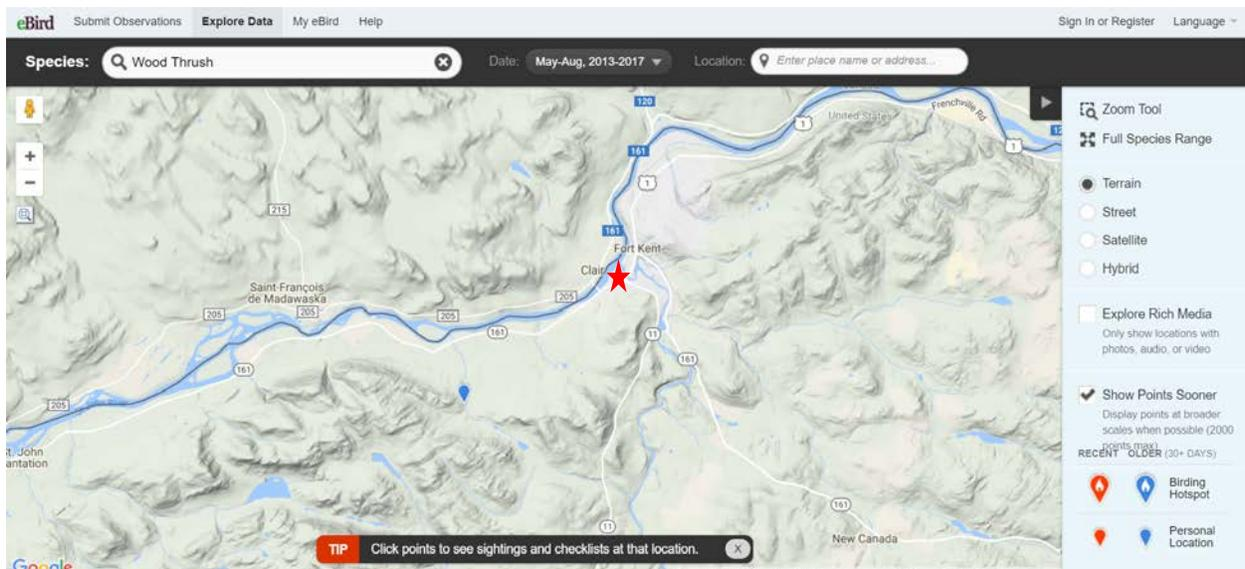 eBird Submit Observations Explore Data My eBird Help Sign In or Register Language
Species: Wood Thrush Date: May-Aug, 2013-2017 Location: Enter place name or address...
120
Frenchville Rd
United States
1
1
161
1
215
161
Fort Kent
Clair
Saint-François
de Madawaska
205
205
205
205
161
11
161
161
205
St. John
antation
161
New Canada
11
TIP Click points to see sightings and checklists at that location. X
Google
Zoom Tool
Full Species Range
Terrain
Street
Satellite
Hybrid
Explore Rich Media
Only show locations with
photos, audio, or video
Show Points Sooner
Display points at broader
scales when possible (2000
points max)
RECENT OLDER (30+ DAYS)
Birding
Hotspot
Personal
Location